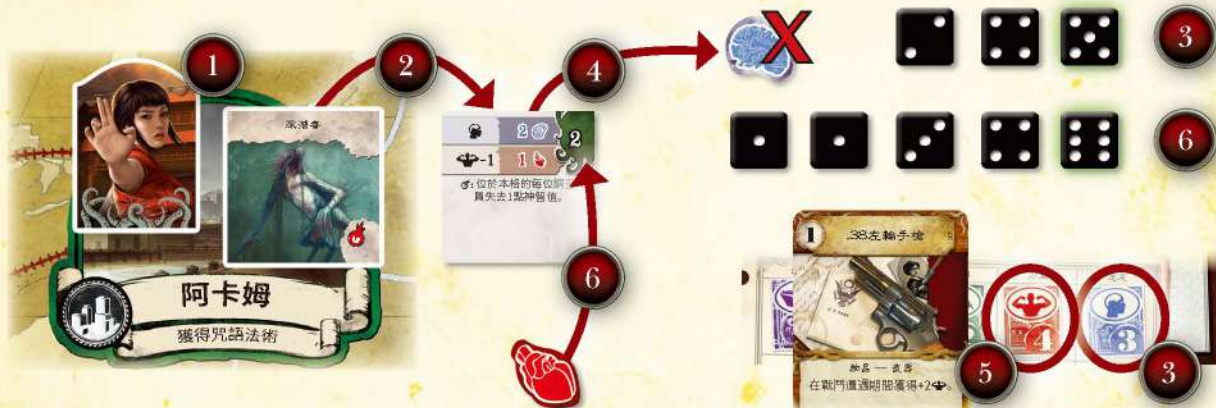 1
2
深潛者
阿卡姆
獲得咒語法術
2
2
-1
1
:位於本格的每位調查
員失去1點神智值。
4
X
6
3
6
1
.38左輪手槍
物品 — 武器
在戰鬥遭遇期間獲得+2。
4
3
5
3